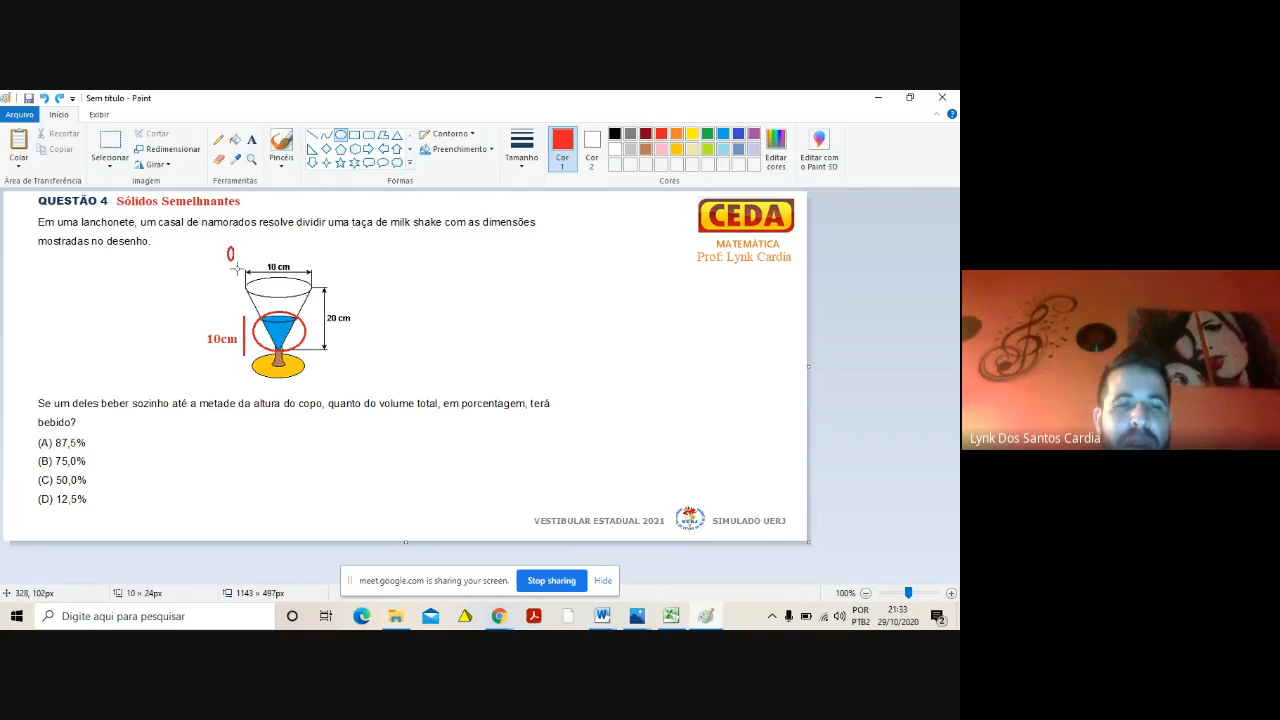 Sem título - Paint
Arquivo Início Exibir
Colar
Recortar
Copiar
Área de Transferência
Selecionar
Cortar
Redimensionar
Girar
Imagem
A
Ferramentas
Pincéis
Contorno
Preenchimento
Formas
Tamanho
Cor 1
Cor 2
Editar cores
Cores
Editar com o Paint 3D
QUESTÃO 4 Sólidos Semelhnantes
Em uma lanchonete, um casal de namorados resolve dividir uma taça de milk shake com as dimensões
mostradas no desenho.
CEDA
MATEMÁTICA
Prof: Lynk Cardia
10 cm
20 cm
10cm
Se um deles beber sozinho até a metade da altura do copo, quanto do volume total, em porcentagem, terá
bebido?
(A) 87,5%
(B) 75,0%
(C) 50,0%
(D) 12,5%
VESTIBULAR ESTADUAL 2021 UERJ SIMULADO UERJ
meet.google.com is sharing your screen. Stop sharing Hide
328, 102px 10 × 24px 1143 × 497px 100%
Digite aqui para pesquisar
POR
PTB2
21:33
29/10/2020
2
Lynk Dos Santos Cardia